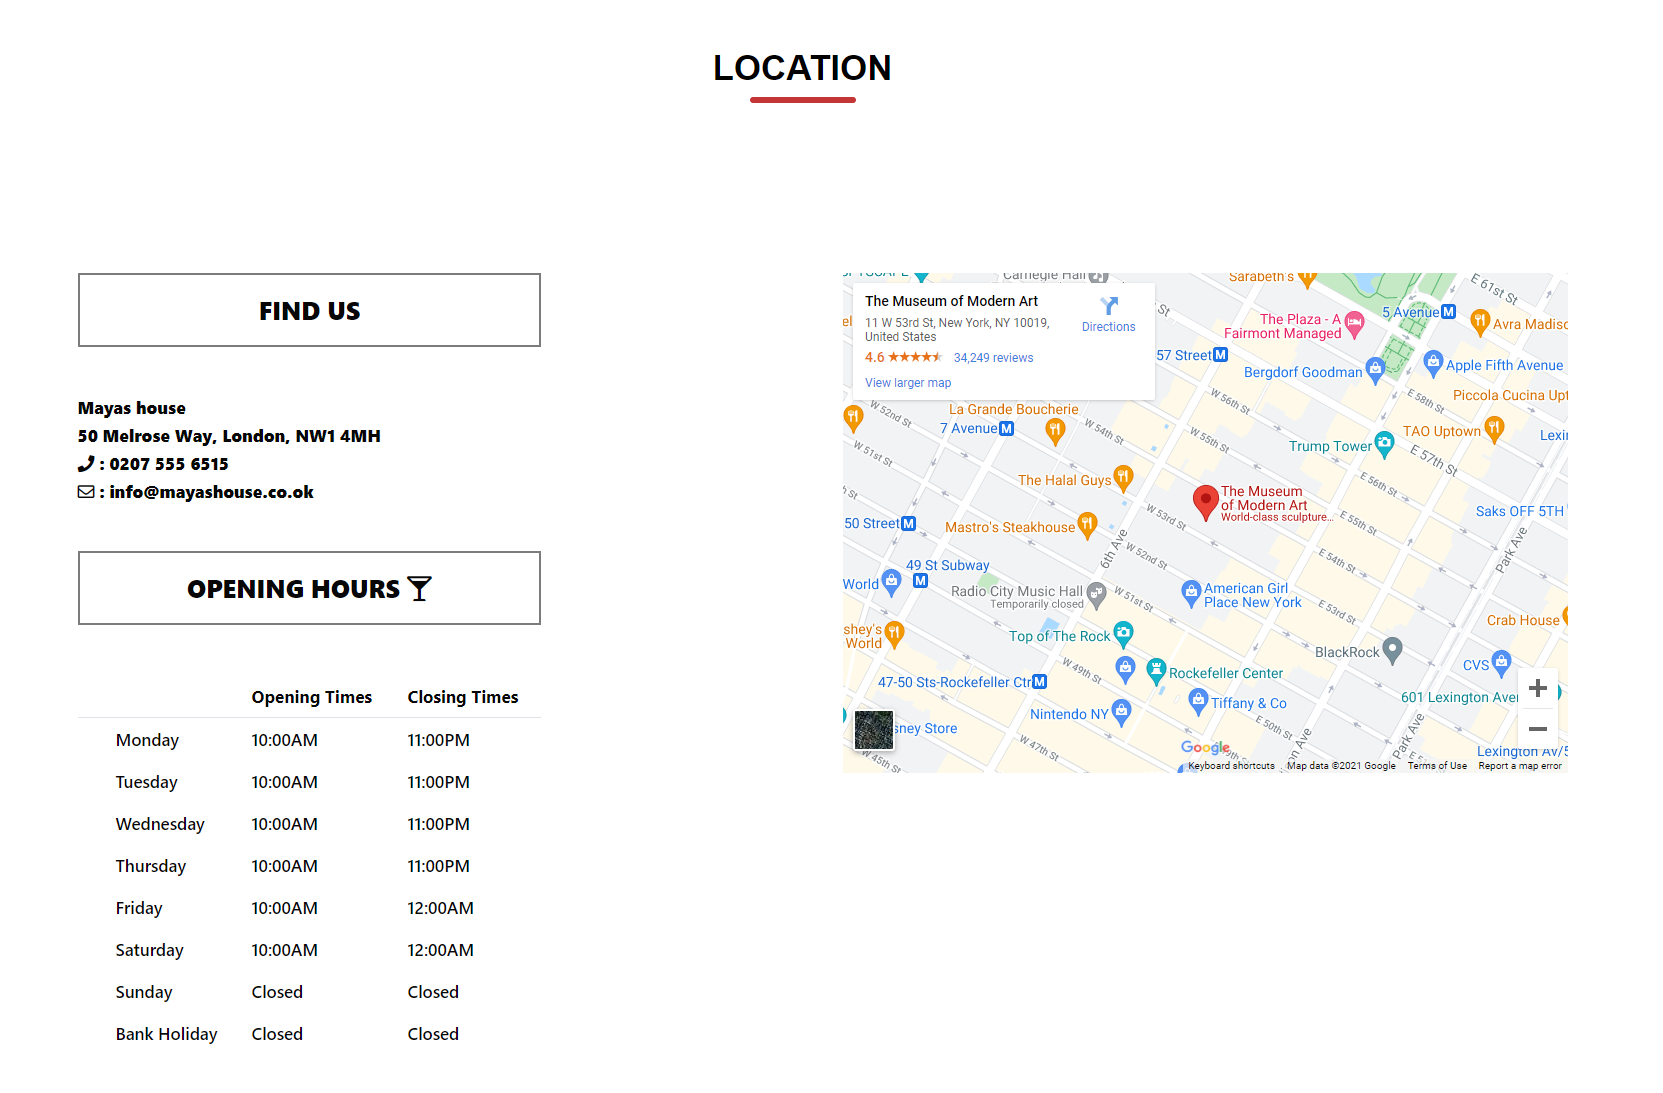 LOCATION
FIND US
Mayas house
50 Melrose Way, London, NW1 4MH
: 0207 555 6515
: info@mayashouse.co.ok
OPENING HOURS
Opening Times Closing Times
Monday 10:00AM 11:00PM
Tuesday 10:00AM 11:00PM
Wednesday 10:00AM 11:00PM
Thursday 10:00AM 11:00PM
Friday 10:00AM 12:00AM
Saturday 10:00AM 12:00AM
Sunday Closed Closed
Bank Holiday Closed Closed
The Museum of Modern Art
11 W 53rd St, New York, NY 10019,
United States
4.6 34,249 reviews
View larger map
Directions
Carnegie Hall
Sarabeth's
E 61st St
5 Avenue M
The Plaza - A
Fairmont Managed
Avra Madiso
57 Street M
Bergdorf Goodman
Apple Fifth Avenue
Piccola Cucina Upt
W 56th St
E 58th St
La Grande Boucherie
W 52nd St
7 Avenue M
W 54th St
W 55th St
TAO Uptown
Lexi
Trump Tower
E 57th St
W 51st St
The Halal Guys
W 53rd St
The Museum
of Modern Art
World-class sculpture...
E 56th St
Saks OFF 5TH
50 Street M
Mastro's Steakhouse
E 55th St
6th Ave
W 52nd St
E 54th St
Park Ave
49 St Subway
M
World
Radio City Music Hall
Temporarily closed
W 51st St
American Girl
Place New York
E 53rd St
Crab House
shey's
World
Top of The Rock
BlackRock
CVS
W 49th St
Rockefeller Center
47-50 Sts-Rockefeller Ctr M
E 52nd St
601 Lexington Aven
Tiffany & Co
Nintendo NY
E 50th St
sney Store
W 47th St
Park Ave
Lexington Av/5
W 45th St
Google
Keyboard shortcuts Map data ©2021 Google Terms of Use Report a map error